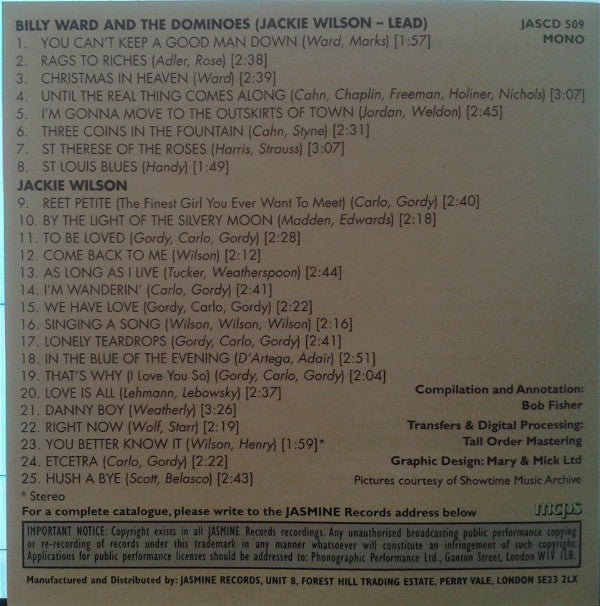 BILLY WARD AND THE DOMINOES (JACKIE WILSON – LEAD) JASCD 509
MONO
1. YOU CAN'T KEEP A GOOD MAN DOWN (Ward, Marks) [1:57]
2. RAGS TO RICHES (Adler, Rose) [2:38]
3. CHRISTMAS IN HEAVEN (Ward) [2:39]
4. UNTIL THE REAL THING COMES ALONG (Cahn, Chaplin, Freeman, Holiner, Nichols) [3:07]
5. I'M GONNA MOVE TO THE OUTSKIRTS OF TOWN (Jordan, Weldon) [2:45]
6. THREE COINS IN THE FOUNTAIN (Cahn, Styne) [2:31]
7. ST THERESE OF THE ROSES (Harris, Strauss) [3:07]
8. ST LOUIS BLUES (Handy) [1:49]
JACKIE WILSON
9. REET PETITE (The Finest Girl You Ever Want To Meet) (Carlo, Gordy) [2:40]
10. BY THE LIGHT OF THE SILVERY MOON (Madden, Edwards) [2:18]
11. TO BE LOVED (Gordy, Carlo, Gordy) [2:28]
12. COME BACK TO ME (Wilson) [2:12]
13. AS LONG AS I LIVE (Tucker, Weatherspoon) [2:44]
14. I'M WANDERIN' (Carlo, Gordy) [2:41]
15. WE HAVE LOVE (Gordy, Carlo, Gordy) [2:22]
16. SINGING A SONG (Wilson, Wilson, Wilson) [2:16]
17. LONELY TEARDROPS (Gordy, Carlo, Gordy) [2:41]
18. IN THE BLUE OF THE EVENING (D'Artega, Adair) [2:51]
19. THAT'S WHY (I Love You So) (Gordy, Carlo, Gordy) [2:04]
20. LOVE IS ALL (Lehmann, Lebowsky) [2:37]
21. DANNY BOY (Weatherly) [3:26]
22. RIGHT NOW (Wolf, Starr) [2:19]
23. YOU BETTER KNOW IT (Wilson, Henry) [1:59]*
24. ETCETRA (Carlo, Gordy) [2:22]
25. HUSH A BYE (Scott, Belasco) [2:43]
* Stereo
Compilation and Annotation:
Bob Fisher
Transfers & Digital Processing:
Tall Order Mastering
Graphic Design: Mary & Mick Ltd
Pictures courtesy of Showtime Music Archive
For a complete catalogue, please write to the JASMINE Records address below mcps
IMPORTANT NOTICE: Copyright exists in all JASMINE Records recordings. Any unauthorised broadcasting public performance copying
or re-recording of records under this trademark in any manner whatsoever will constitute an infringement of such copyright.
Applications for public performance licenses should be addressed to: Phonographic Performance Ltd., Ganton Street, London W1V 1LB.
Manufactured and Distributed by: JASMINE RECORDS, UNIT 8, FOREST HILL TRADING ESTATE, PERRY VALE, LONDON SE23 2LX